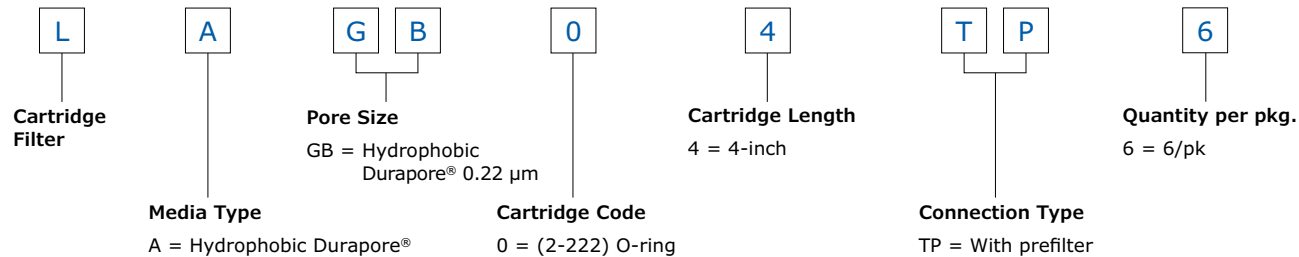 L A G B 0 4 T P 6
Cartridge
Filter
Pore Size
GB = Hydrophobic
Durapore® 0.22 µm
Cartridge Length
4 = 4-inch
Quantity per pkg.
6 = 6/pk
Media Type
A = Hydrophobic Durapore®
Cartridge Code
0 = (2-222) O-ring
Connection Type
TP = With prefilter